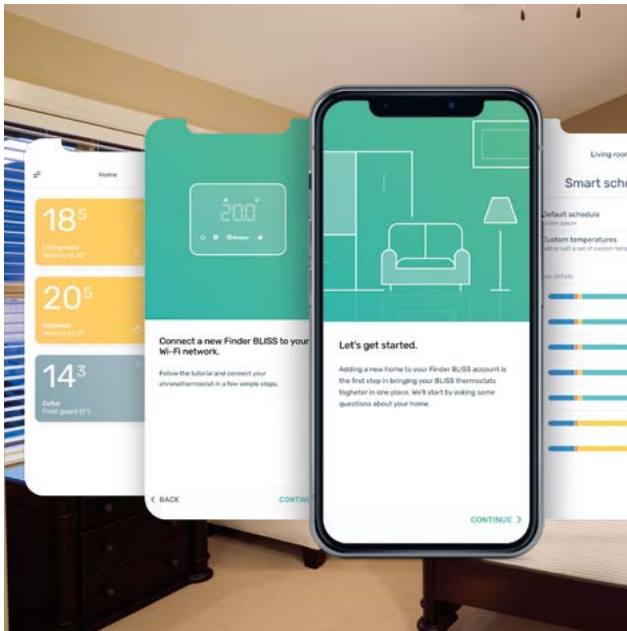 Home
18⁵
Living room
Heating to 20°
20⁵
Bedroom
Heating to 21°
14³
Cellar
Frost guard (5°)
20.0
Finder
Connect a new Finder BLISS to your
Wi-Fi network.
Follow the tutorial and connect your
chronothermostat in a few simple steps.
BACK
CONTINU
Let's get started.
Adding a new home to your Finder BLISS account is
the first step in bringing your BLISS thermostats
togheter in one place. We'll start by asking some
questions about your home.
CONTINUE
Living roo
Smart sche
Default schedule
Custom temperatures